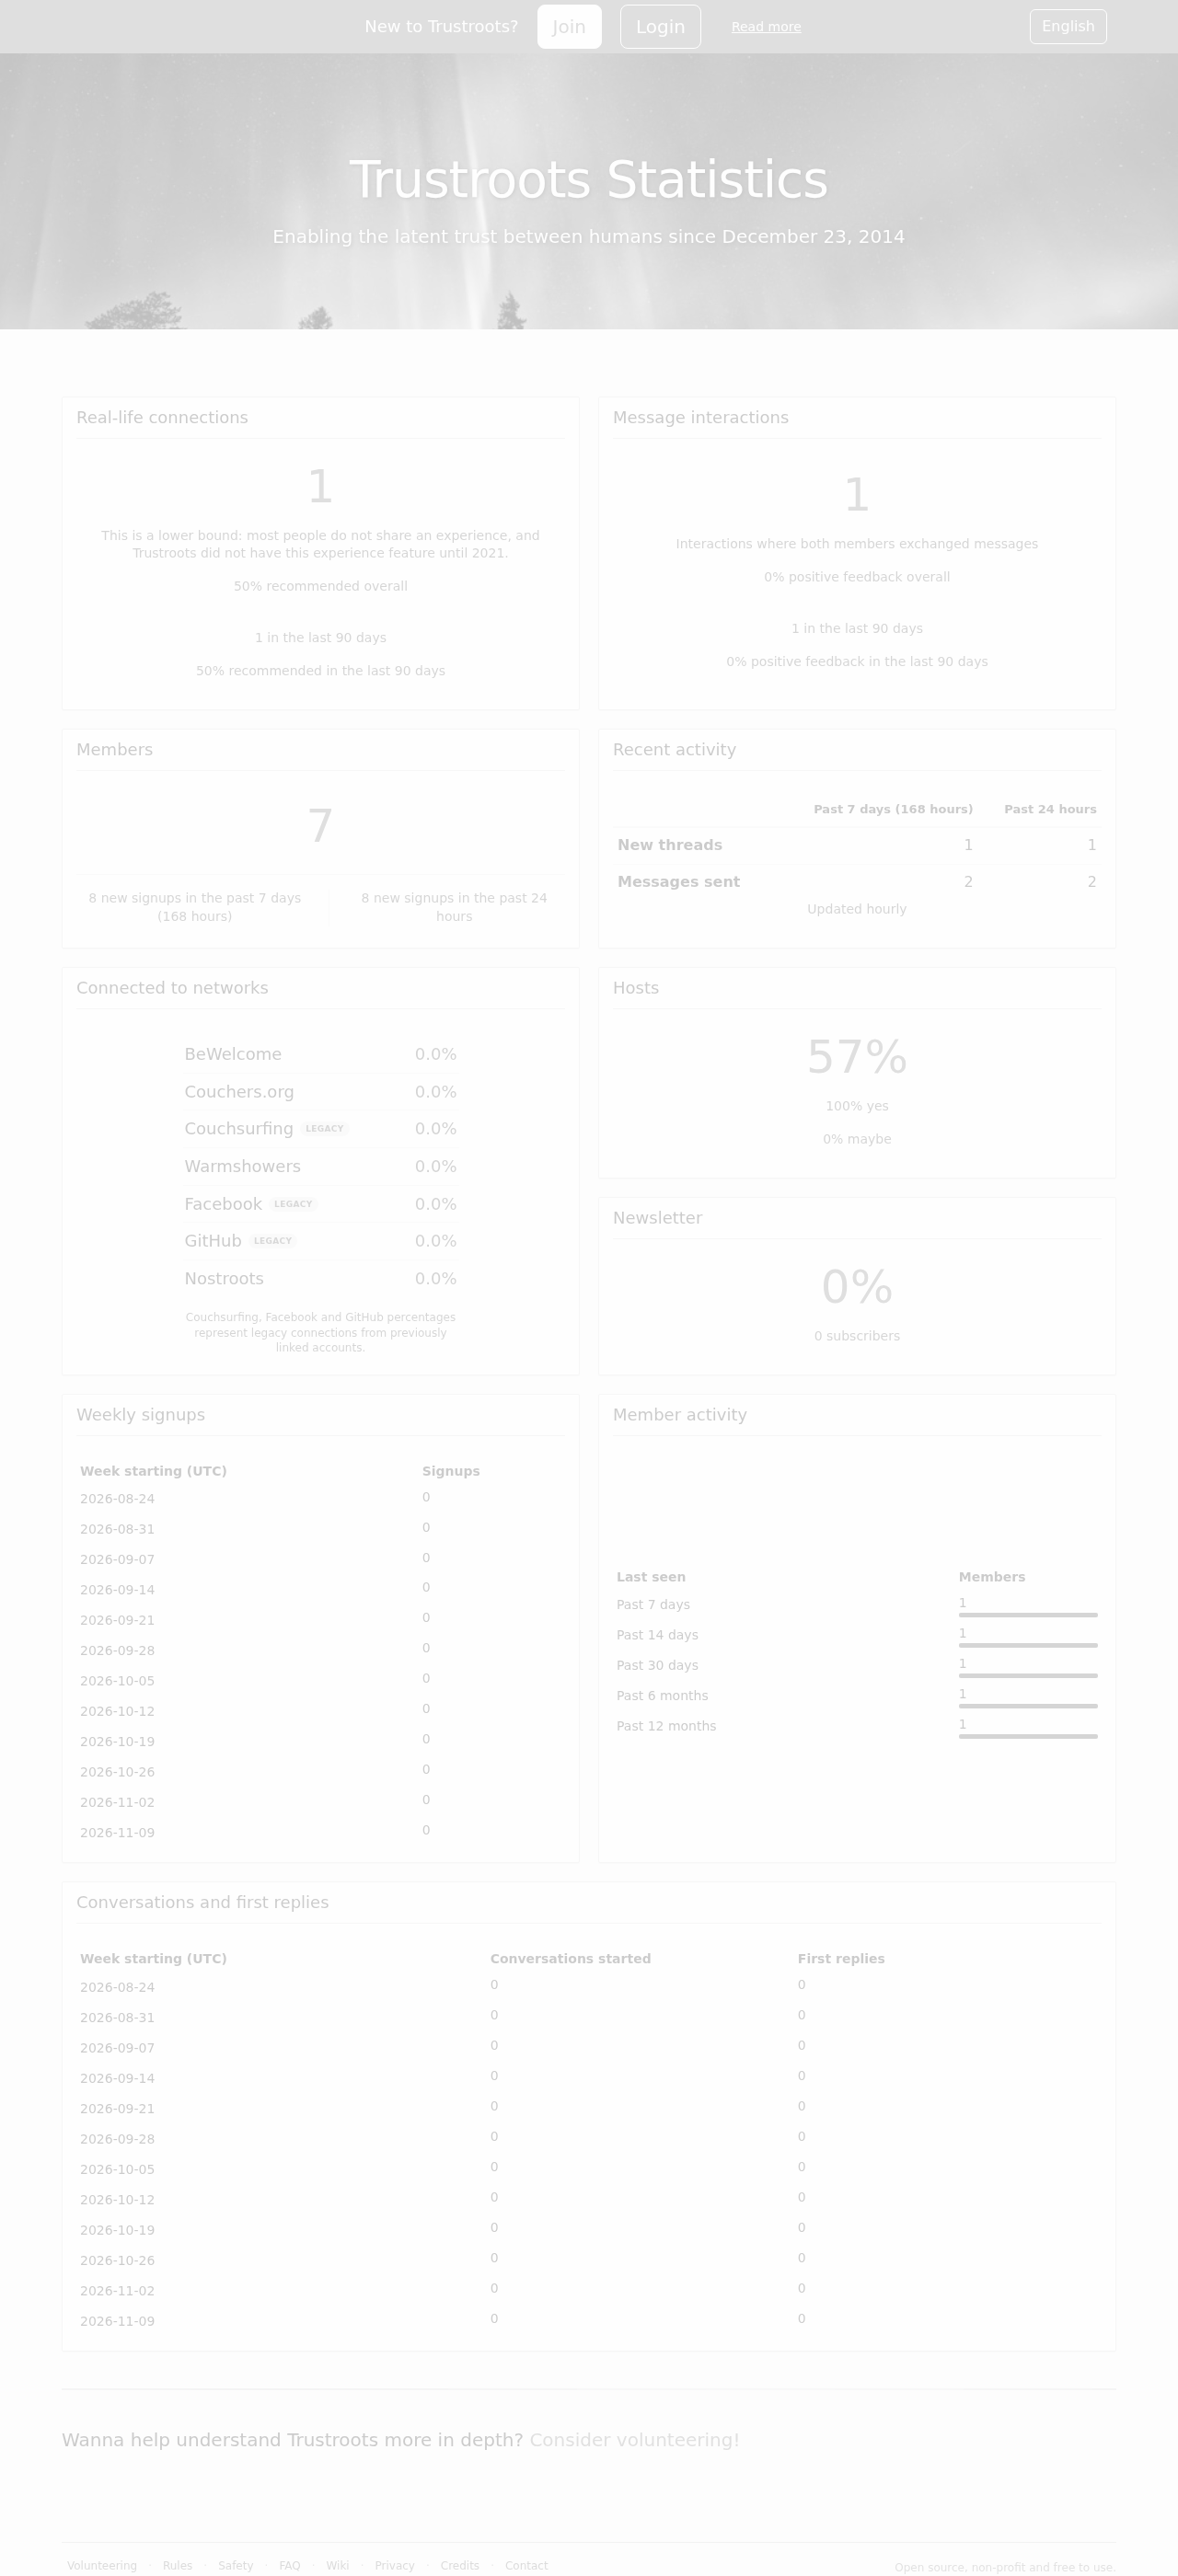 New to Trustroots? Join Login Read more English
Trustroots Statistics
Enabling the latent trust between humans since December 23, 2014
Real-life connections
1
This is a lower bound: most people do not share an experience, and
Trustroots did not have this experience feature until 2021.
50% recommended overall
1 in the last 90 days
50% recommended in the last 90 days
Message interactions
1
Interactions where both members exchanged messages
0% positive feedback overall
1 in the last 90 days
0% positive feedback in the last 90 days
Members
7
8 new signups in the past 7 days
(168 hours)
8 new signups in the past 24
hours
Recent activity
Past 7 days (168 hours) Past 24 hours
New threads 1 1
Messages sent 2 2
Updated hourly
Connected to networks
BeWelcome 0.0%
Couchers.org 0.0%
Couchsurfing LEGACY 0.0%
Warmshowers 0.0%
Facebook LEGACY 0.0%
GitHub LEGACY 0.0%
Nostroots 0.0%
Couchsurfing, Facebook and GitHub percentages
represent legacy connections from previously
linked accounts.
Hosts
57%
100% yes
0% maybe
Newsletter
0%
0 subscribers
Weekly signups
Week starting (UTC) Signups
2026-08-24 0
2026-08-31 0
2026-09-07 0
2026-09-14 0
2026-09-21 0
2026-09-28 0
2026-10-05 0
2026-10-12 0
2026-10-19 0
2026-10-26 0
2026-11-02 0
2026-11-09 0
Member activity
Last seen Members
Past 7 days 1
Past 14 days 1
Past 30 days 1
Past 6 months 1
Past 12 months 1
Conversations and first replies
Week starting (UTC) Conversations started First replies
2026-08-24 0 0
2026-08-31 0 0
2026-09-07 0 0
2026-09-14 0 0
2026-09-21 0 0
2026-09-28 0 0
2026-10-05 0 0
2026-10-12 0 0
2026-10-19 0 0
2026-10-26 0 0
2026-11-02 0 0
2026-11-09 0 0
Wanna help understand Trustroots more in depth? Consider volunteering!
Volunteering · Rules · Safety · FAQ · Wiki · Privacy · Credits · Contact
Open source, non-profit and free to use.